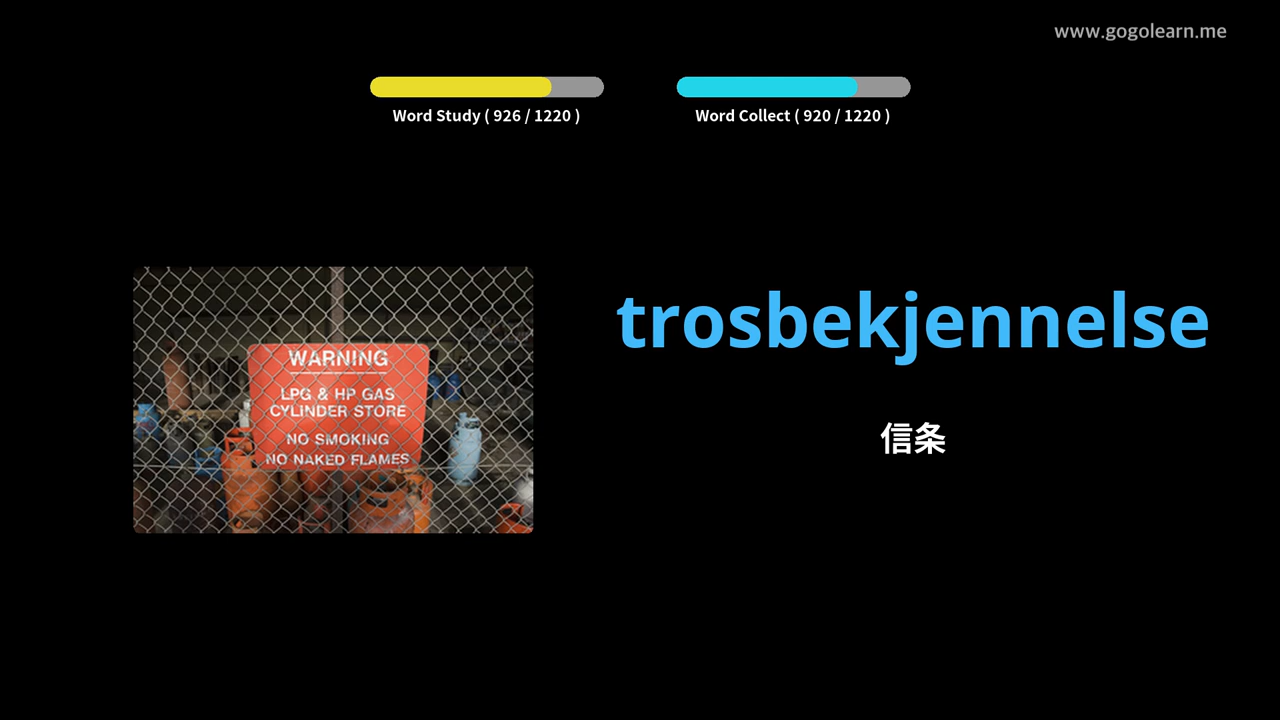 www.gogolearn.me
Word Study ( 926 / 1220 )
Word Collect ( 920 / 1220 )
WARNING
LPG & HP GAS
CYLINDER STORE
NO SMOKING
NO NAKED FLAMES
trosbekjennelse
信条